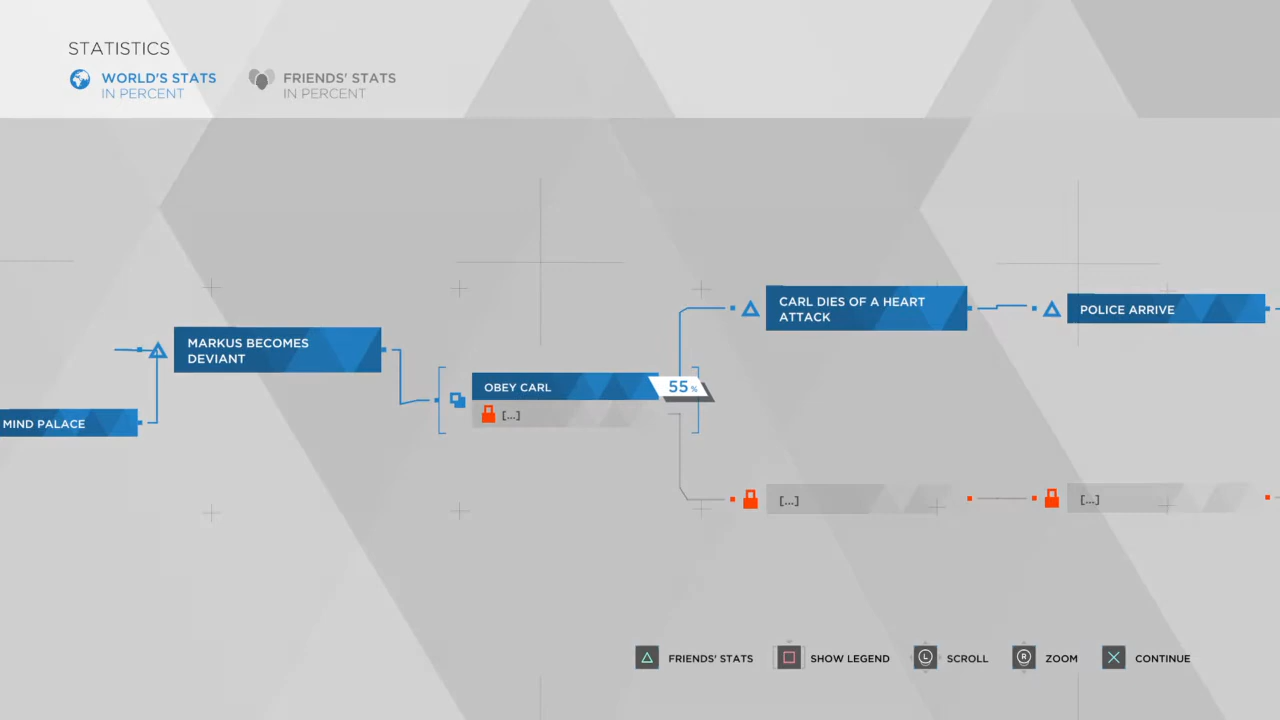 STATISTICS
WORLD'S STATS
IN PERCENT
FRIENDS' STATS
IN PERCENT
CARL DIES OF A HEART
ATTACK
POLICE ARRIVE
MARKUS BECOMES
DEVIANT
OBEY CARL
55%
[...]
MIND PALACE
[...]
[...]
FRIENDS' STATS
SHOW LEGEND
L
SCROLL
R
ZOOM
CONTINUE